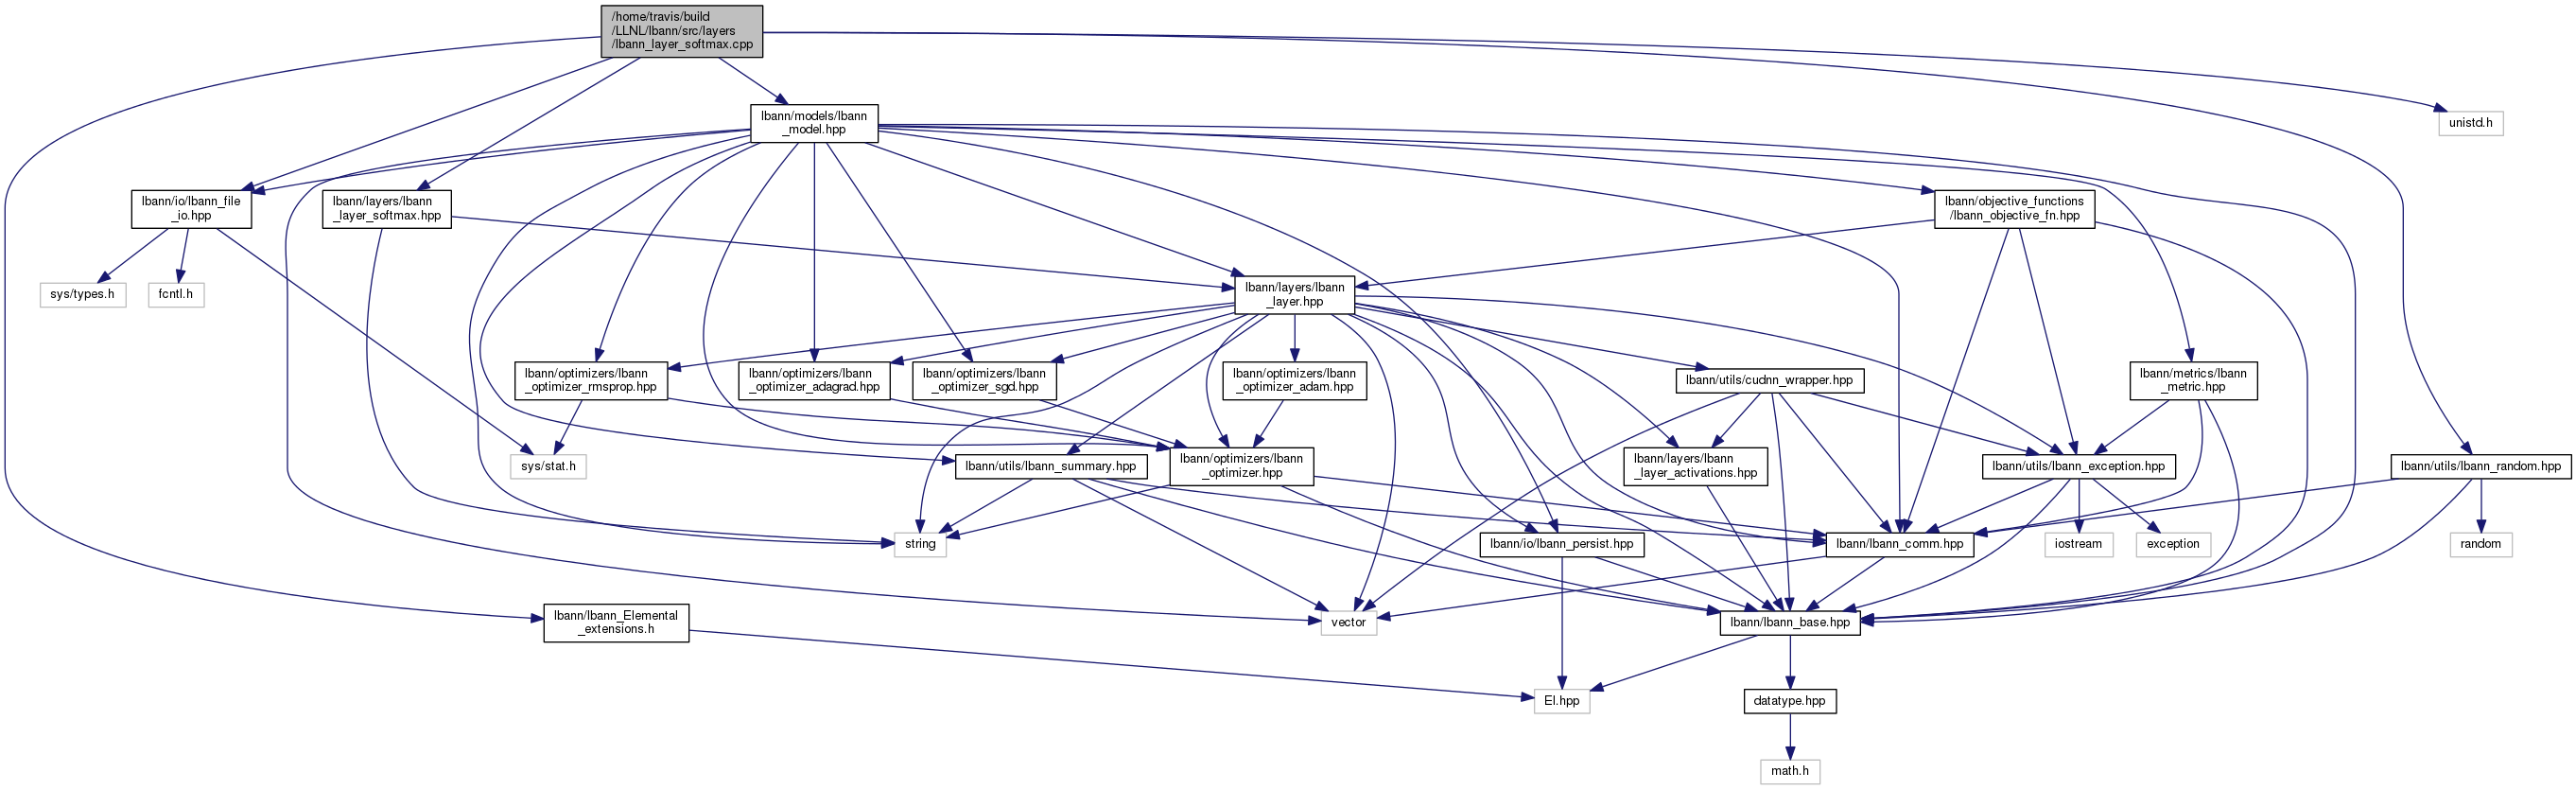 /home/travis/build
/LLNL/lbann/src/layers
/lbann_layer_softmax.cpp
lbann/models/lbann
_model.hpp
unistd.h
lbann/io/lbann_file
_io.hpp
lbann/layers/lbann
_layer_softmax.hpp
lbann/objective_functions
/lbann_objective_fn.hpp
sys/types.h
fcntl.h
lbann/layers/lbann
_layer.hpp
lbann/optimizers/lbann
_optimizer_rmsprop.hpp
lbann/optimizers/lbann
_optimizer_adagrad.hpp
lbann/optimizers/lbann
_optimizer_sgd.hpp
lbann/optimizers/lbann
_optimizer_adam.hpp
lbann/utils/cudnn_wrapper.hpp
lbann/metrics/lbann
_metric.hpp
sys/stat.h
lbann/utils/lbann_summary.hpp
lbann/optimizers/lbann
_optimizer.hpp
lbann/layers/lbann
_layer_activations.hpp
lbann/utils/lbann_exception.hpp
lbann/utils/lbann_random.hpp
string
lbann/io/lbann_persist.hpp
lbann/lbann_comm.hpp
iostream
exception
random
lbann/lbann_Elemental
_extensions.h
vector
lbann/lbann_base.hpp
El.hpp
datatype.hpp
math.h